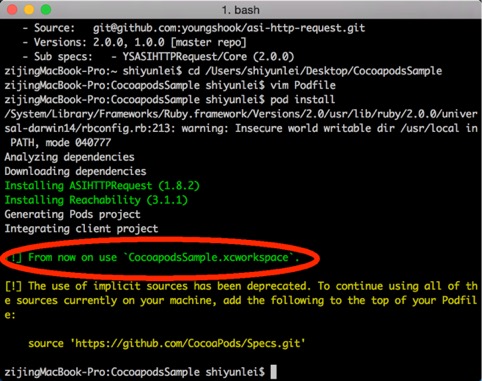 1. bash
- Source:   git@github.com:youngshook/asi-http-request.git
- Versions: 2.0.0, 1.0.0 [master repo]
- Sub specs:  - YSASIHTTPRequest/Core (2.0.0)
zijingMacBook-Pro:~ shiyunlei$ cd /Users/shiyunlei/Desktop/CocoapodsSample
zijingMacBook-Pro:CocoapodsSample shiyunlei$ vim Podfile
zijingMacBook-Pro:CocoapodsSample shiyunlei$ pod install
/System/Library/Frameworks/Ruby.framework/Versions/2.0/usr/lib/ruby/2.0.0/univer
sal-darwin14/rbconfig.rb:213: warning: Insecure world writable dir /usr/local in
PATH, mode 040777
Analyzing dependencies
Downloading dependencies
Installing ASIHTTPRequest (1.8.2)
Installing Reachability (3.1.1)
Generating Pods project
Integrating client project
[!] From now on use `CocoapodsSample.xcworkspace`.
[!] The use of implicit sources has been deprecated. To continue using all of th
e sources currently on your machine, add the following to the top of your Podfil
e:
source 'https://github.com/CocoaPods/Specs.git'
zijingMacBook-Pro:CocoapodsSample shiyunlei$